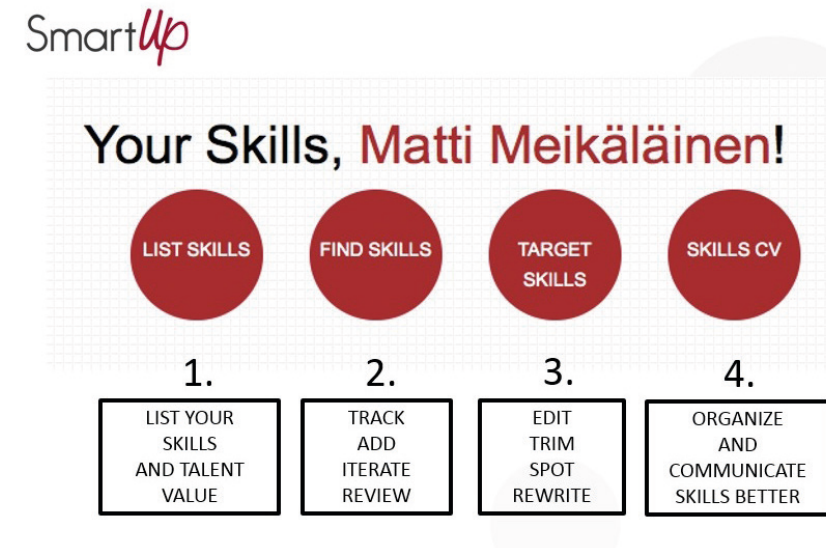 SmartUp
Your Skills, Matti Meikäläinen!
LIST SKILLS
FIND SKILLS
TARGET
SKILLS
SKILLS CV
1.
2.
3.
4.
LIST YOUR
SKILLS
AND TALENT
VALUE
TRACK
ADD
ITERATE
REVIEW
EDIT
TRIM
SPOT
REWRITE
ORGANIZE
AND
COMMUNICATE
SKILLS BETTER